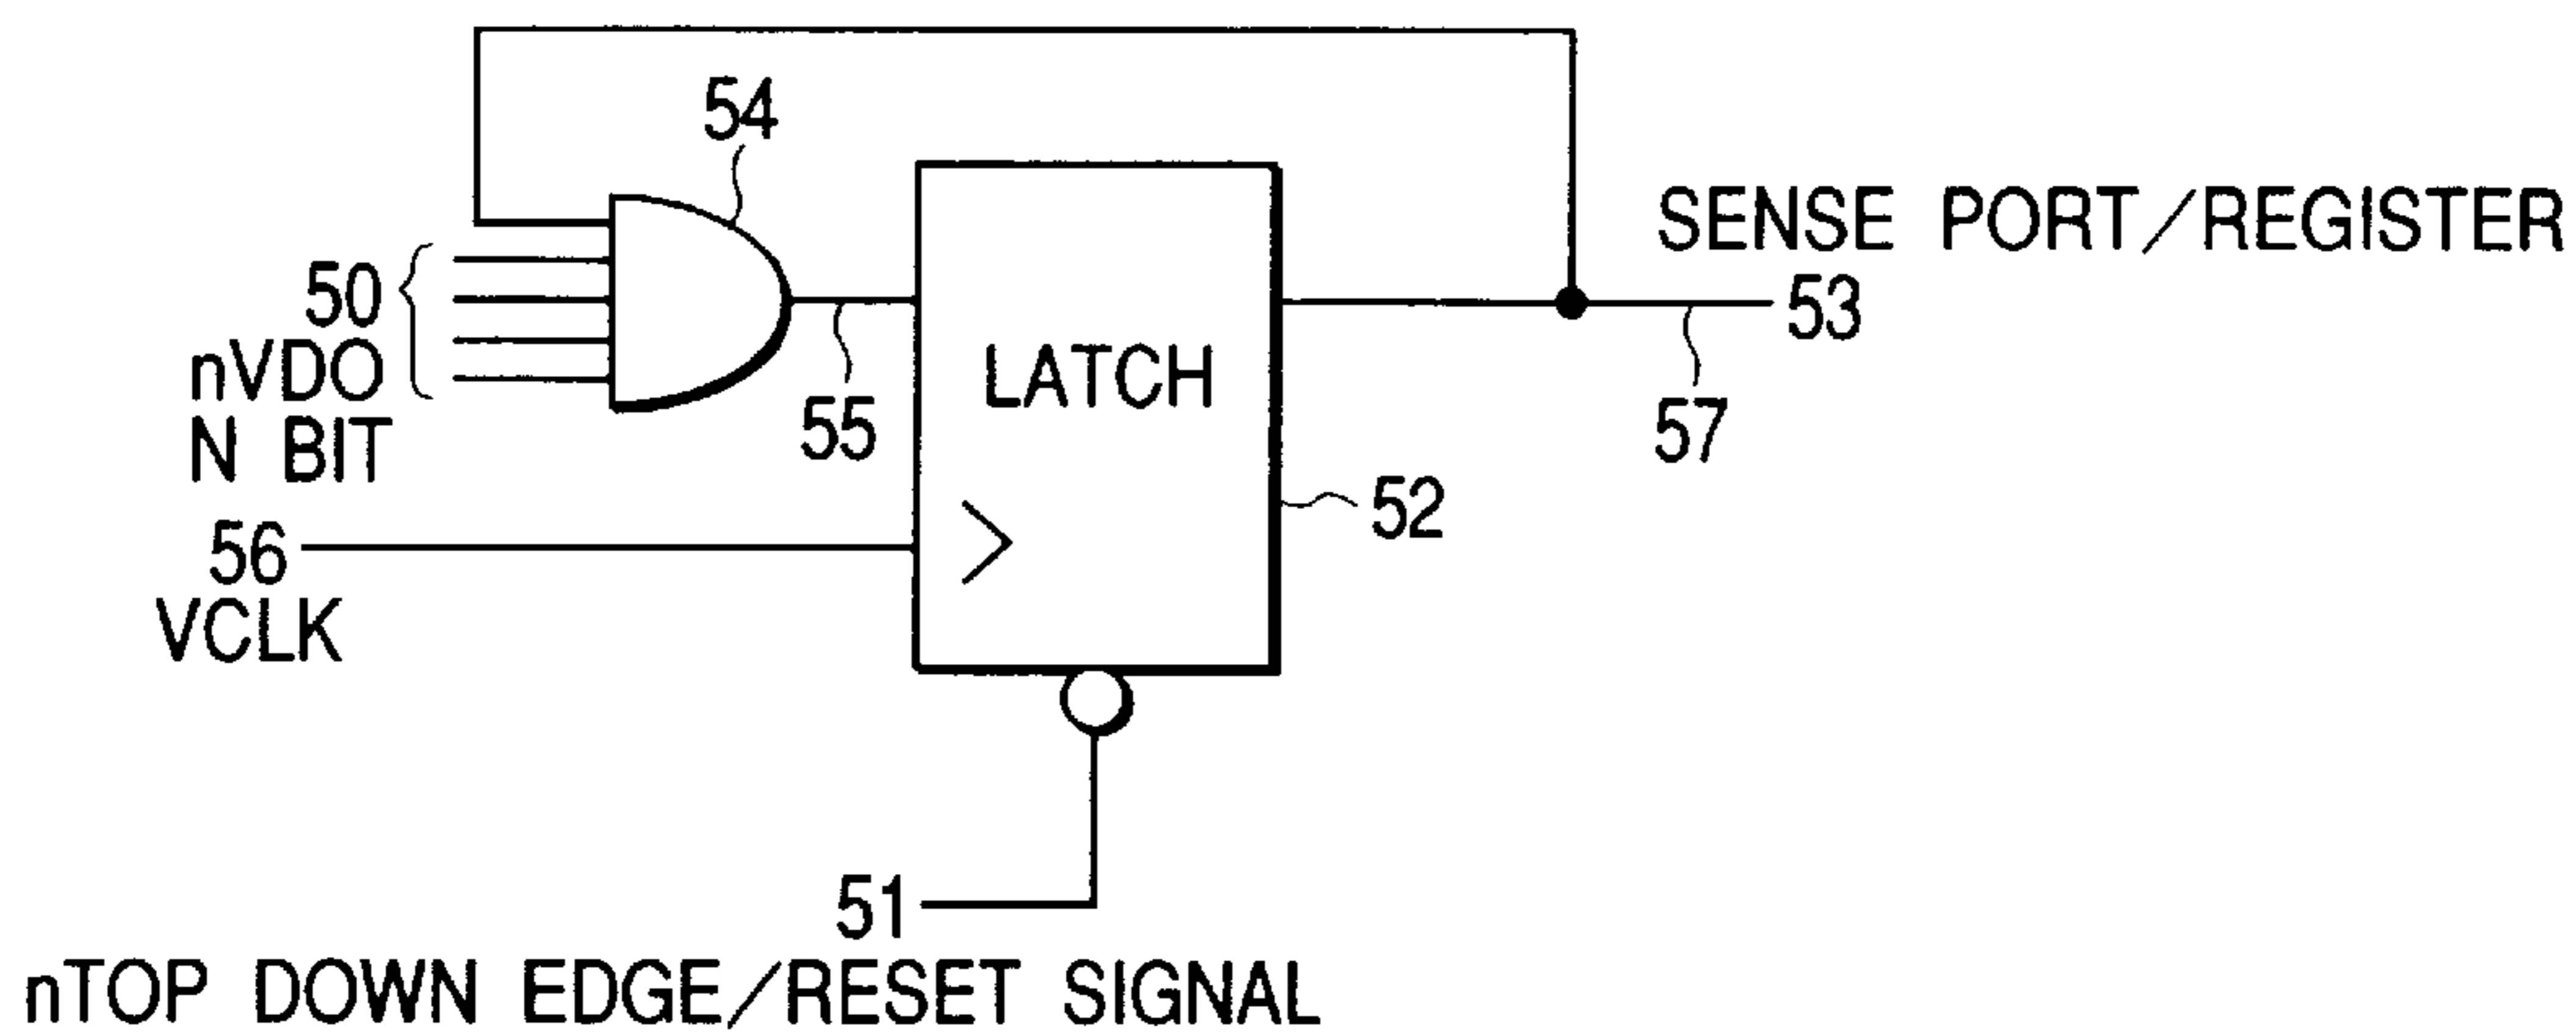 54
SENSE PORT/REGISTER
53
50
nVDO
N BIT
55
LATCH
57
52
56
VCLK
51
nTOP DOWN EDGE/RESET SIGNAL